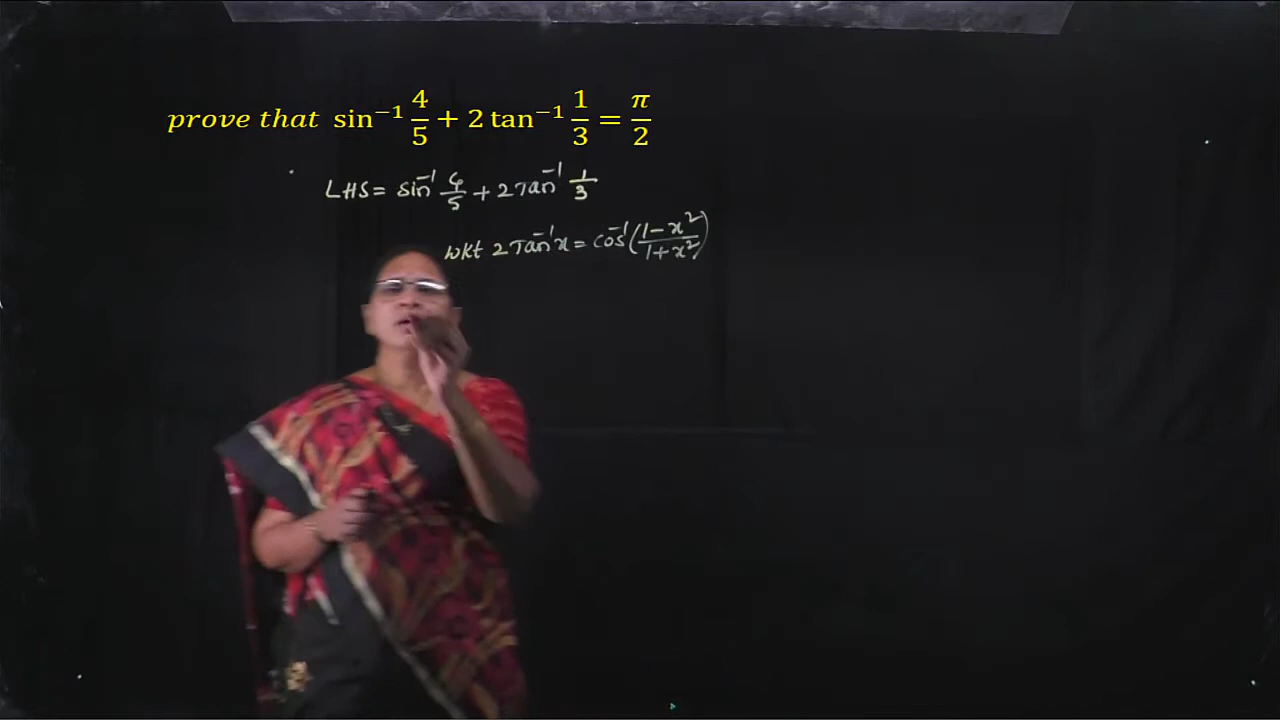 prove that sin⁻¹ 4/5 + 2 tan⁻¹ 1/3 = π/2
LHS = sin⁻¹ 4/5 + 2 Tan⁻¹ 1/3
wkt 2 Tan⁻¹x = cos⁻¹(1-x²/1+x²)